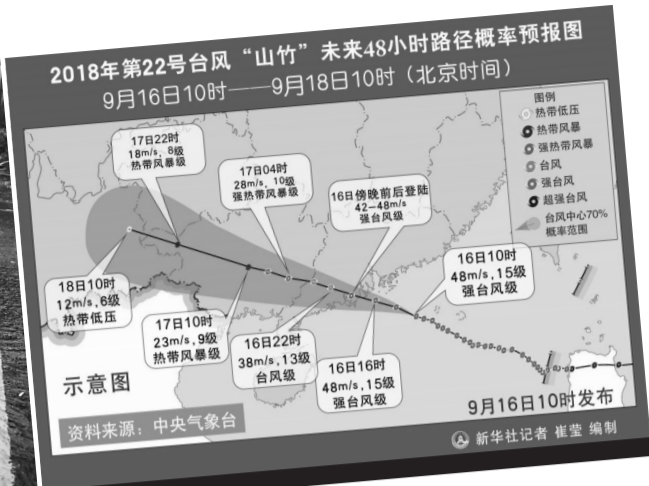 2018年第22号台风“山竹”未来48小时路径概率预报图
9月16日10时——9月18日10时（北京时间）
图例
热带低压
热带风暴
强热带风暴
台风
强台风
超强台风
台风中心70%
概率范围
17日22时
18m/s, 8级
热带风暴级
17日04时
28m/s, 10级
强热带风暴级
16日傍晚前后登陆
42-48m/s
强台风级
16日10时
48m/s,15级
强台风级
18日10时
12m/s,6级
热带低压
17日10时
23m/s,9级
热带风暴级
16日22时
38m/s,13级
台风级
16日16时
48m/s,15级
强台风级
示意图
9月16日10时发布
资料来源：中央气象台
新华社记者 崔莹 编制